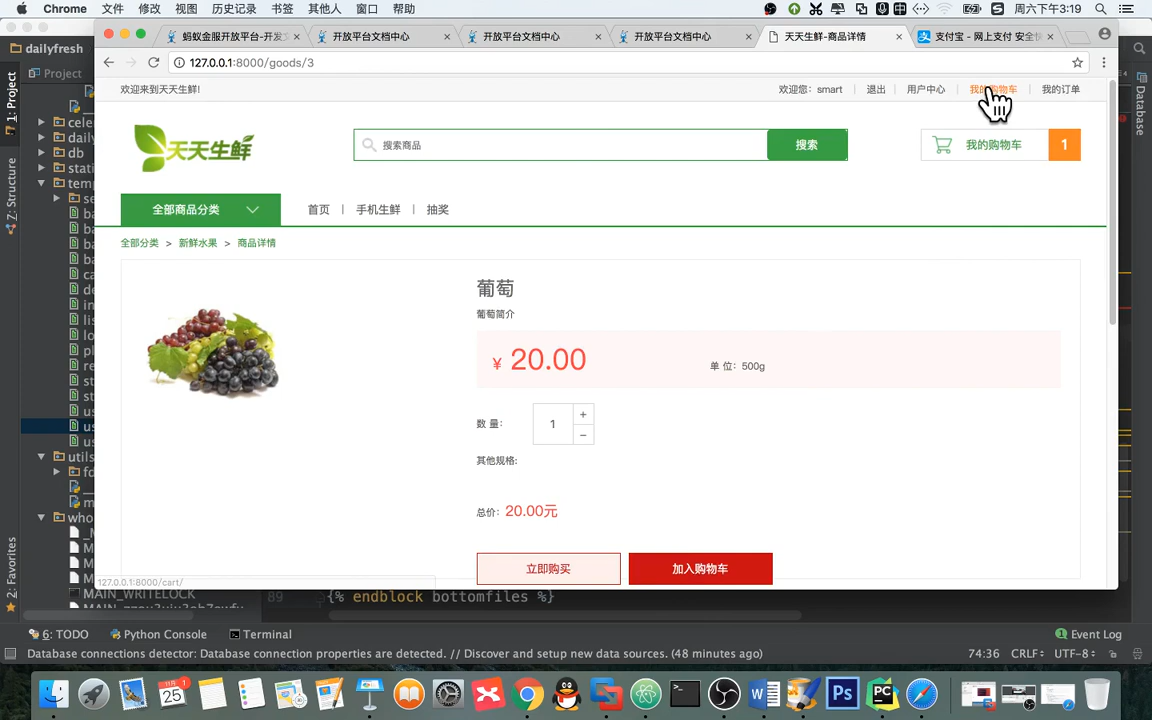 Chrome 文件 修改 视图 历史记录 书签 其他人 窗口 帮助 周六下午3:19
dailyfresh
蚂蚁金服开放平台-开发文 开放平台文档中心 开放平台文档中心 开放平台文档中心 天天生鲜-商品详情 支付宝 - 网上支付 安全快
Project
127.0.0.1:8000/goods/3
1: Project
Database
欢迎来到天天生鲜! 欢迎您: smart 退出 用户中心 我的购物车 我的订单
天天生鲜
搜索商品 搜索 我的购物车 1
全部商品分类 首页 手机生鲜 抽奖
全部分类 > 新鲜水果 > 商品详情
葡萄
葡萄简介
¥ 20.00 单 位: 500g
数 量: 1 + −
其他规格:
总价: 20.00元
立即购买 加入购物车
127.0.0.1:8000/cart/
Z: Structure
2: Favorites
MAIN_WRITELOCK
89 {% endblock bottomfiles %}
6: TODO Python Console Terminal 1 Event Log
Database connections detector: Database connection properties are detected. // Discover and setup new data sources. (48 minutes ago) 74:36 CRLF UTF-8